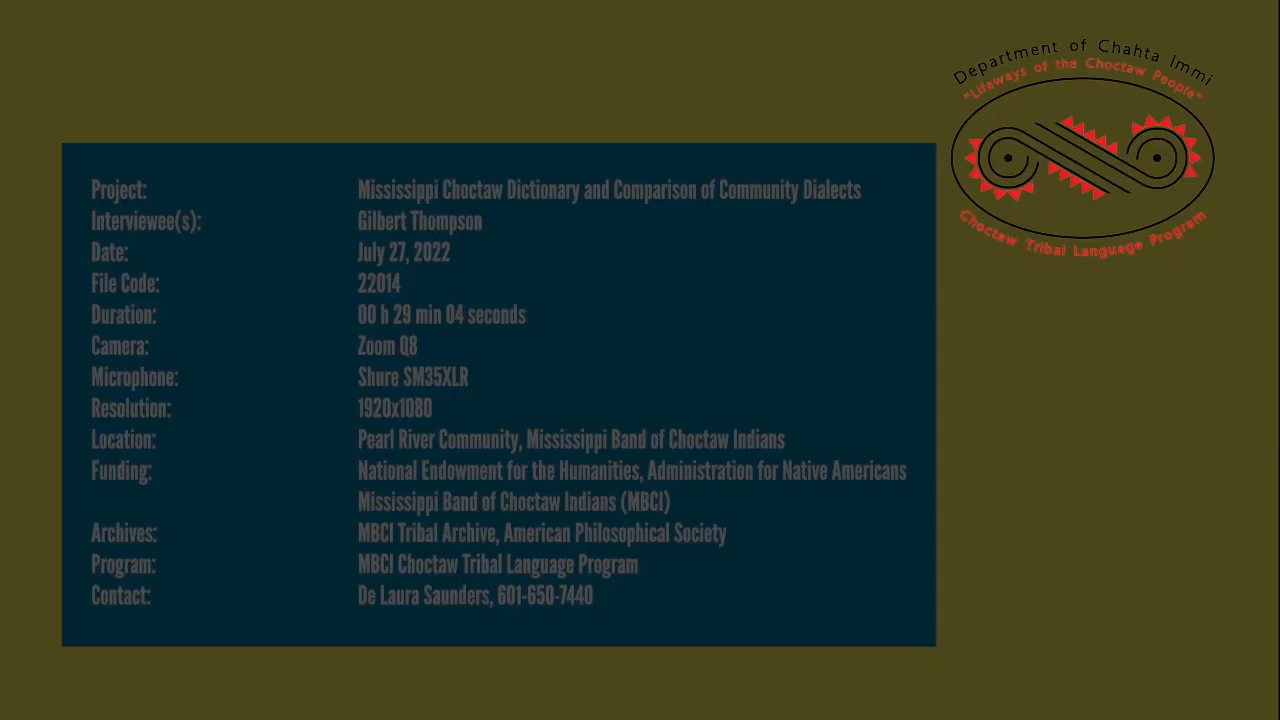 Department of Chahta Immi
"Lifeways of the Choctaw People"
Choctaw Tribal Language Program
Project: Mississippi Choctaw Dictionary and Comparison of Community Dialects
Interviewee(s): Gilbert Thompson
Date: July 27, 2022
File Code: 22014
Duration: 00 h 29 min 04 seconds
Camera: Zoom Q8
Microphone: Shure SM35XLR
Resolution: 1920x1080
Location: Pearl River Community, Mississippi Band of Choctaw Indians
Funding: National Endowment for the Humanities, Administration for Native Americans
Mississippi Band of Choctaw Indians (MBCI)
Archives: MBCI Tribal Archive, American Philosophical Society
Program: MBCI Choctaw Tribal Language Program
Contact: De Laura Saunders, 601-650-7440